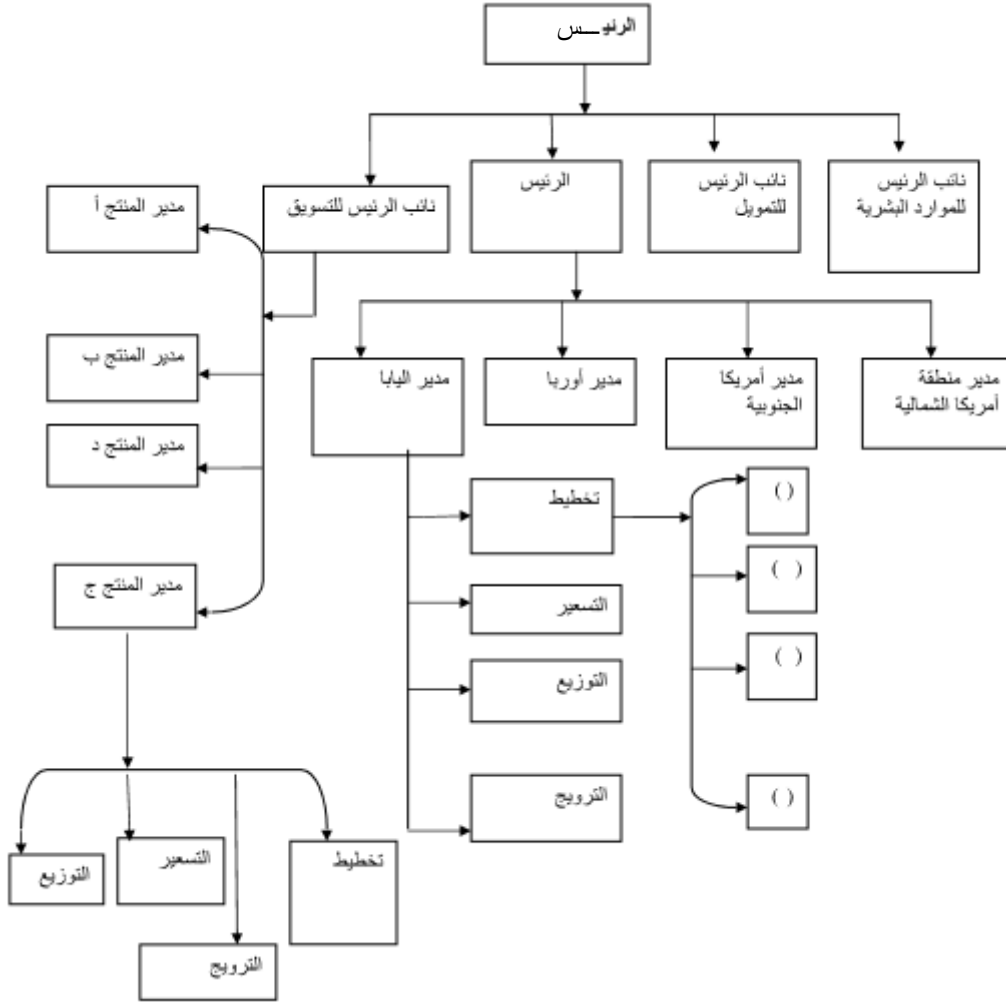 الرئيـــس
نائب الرئيس
للموارد البشرية
نائب الرئيس
للتمويل
الرئيس
نائب الرئيس للتسويق
مدير المنتج أ
مدير المنتج ب
مدير المنتج د
مدير المنتج ج
مدير منطقة
أمريكا الشمالية
مدير أمريكا
الجنوبية
مدير أوربا
مدير اليابا
تخطيط
التسعير
التوزيع
الترويج
( )
( )
( )
( )
تخطيط
التسعير
التوزيع
الترويج